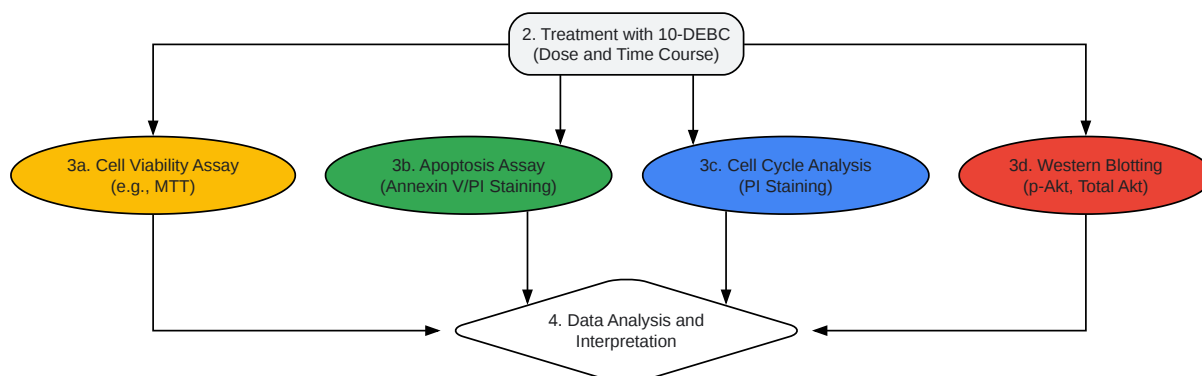 2. Treatment with 10-DEBC
(Dose and Time Course)
3a. Cell Viability Assay
(e.g., MTT)
3b. Apoptosis Assay
(Annexin V/PI Staining)
3c. Cell Cycle Analysis
(PI Staining)
3d. Western Blotting
(p-Akt, Total Akt)
4. Data Analysis and
Interpretation